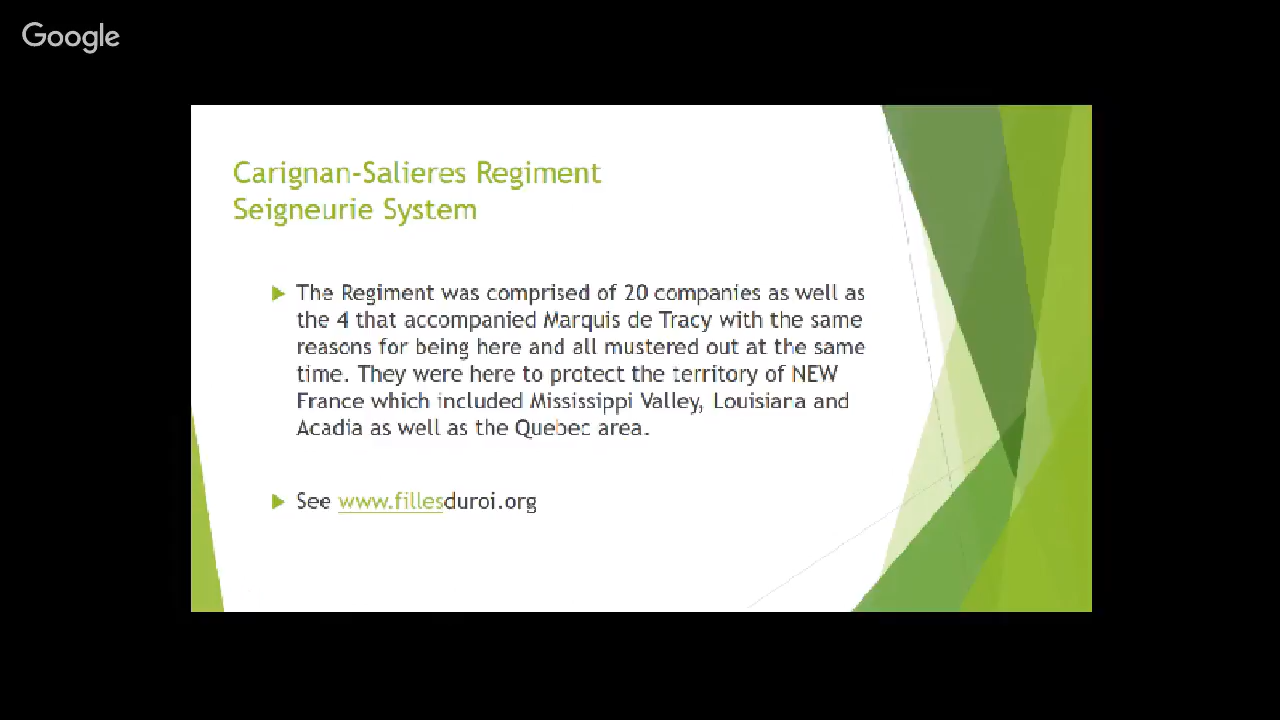 Google
Carignan-Salieres Regiment
Seigneurie System
The Regiment was comprised of 20 companies as well as
the 4 that accompanied Marquis de Tracy with the same
reasons for being here and all mustered out at the same
time. They were here to protect the territory of NEW
France which included Mississippi Valley, Louisiana and
Acadia as well as the Quebec area.
See www.fillesduroi.org